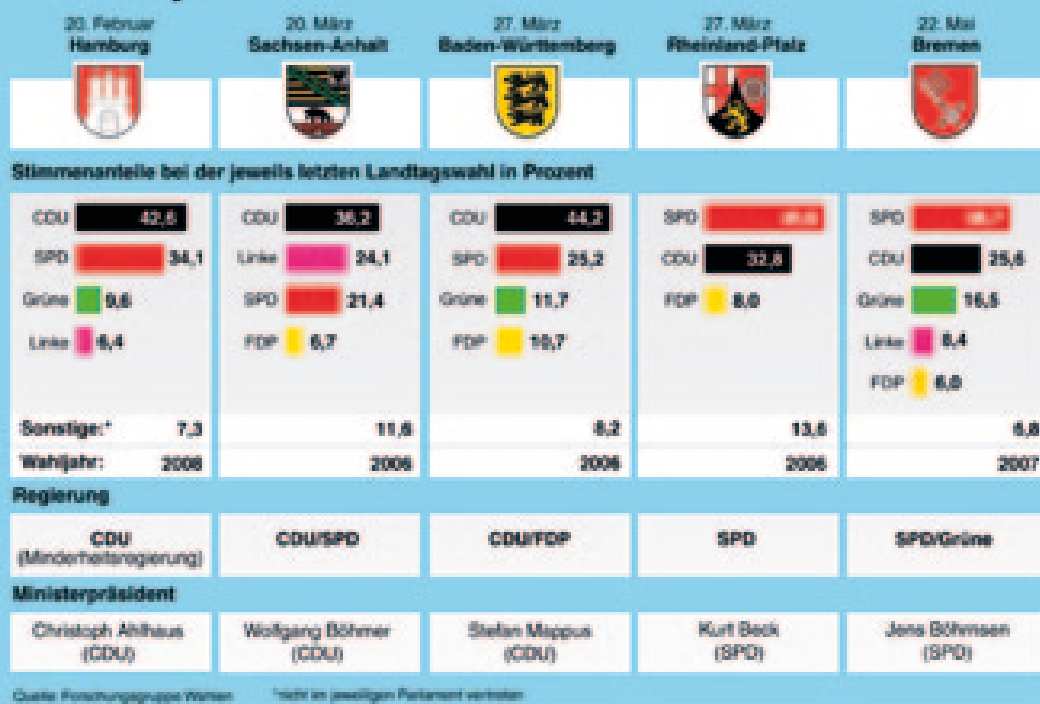 20. Februar
Hamburg
20. März
Sachsen-Anhalt
27. März
Baden-Württemberg
27. März
Rheinland-Pfalz
22. Mai
Bremen
Stimmenanteile bei der jeweils letzten Landtagswahl in Prozent
CDU 42,6
SPD 34,1
Grüne 9,6
Linke 6,4
CDU 36,2
Linke 24,1
SPD 21,4
FDP 6,7
CDU 44,2
SPD 25,2
Grüne 11,7
FDP 10,7
SPD
CDU 32,8
FDP 8,0
SPD
CDU 25,6
Grüne 16,5
Linke 8,4
FDP 6,0
Sonstige:* 7,3 11,6 8,2 13,6 6,8
Wahljahr: 2008 2006 2006 2006 2007
Regierung
CDU
(Minderheitsregierung)
CDU/SPD
CDU/FDP
SPD
SPD/Grüne
Ministerpräsident
Christoph Ahlhaus
(CDU)
Wolfgang Böhmer
(CDU)
Stefan Mappus
(CDU)
Kurt Beck
(SPD)
Jens Böhrnsen
(SPD)
Quelle: Forschungsgruppe Wahlen *nicht im jeweiligen Parlament vertreten